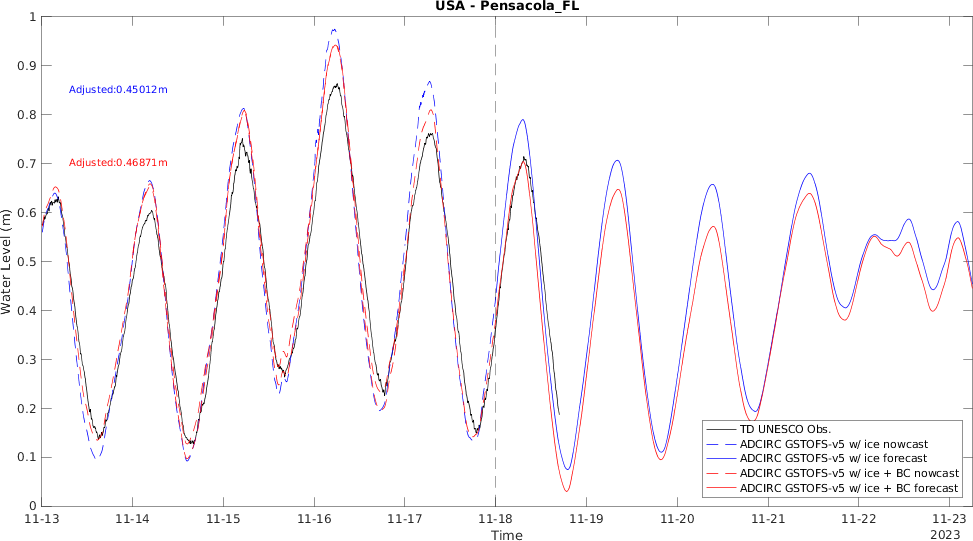 USA - Pensacola_FL
1
0.9
0.8
0.7
0.6
0.5
0.4
0.3
0.2
0.1
0
Water Level (m)
Adjusted:0.45012m
Adjusted:0.46871m
TD UNESCO Obs.
ADCIRC GSTOFS-v5 w/ ice nowcast
ADCIRC GSTOFS-v5 w/ ice forecast
ADCIRC GSTOFS-v5 w/ ice + BC nowcast
ADCIRC GSTOFS-v5 w/ ice + BC forecast
11-13 11-14 11-15 11-16 11-17 11-18 11-19 11-20 11-21 11-22 11-23
Time
2023